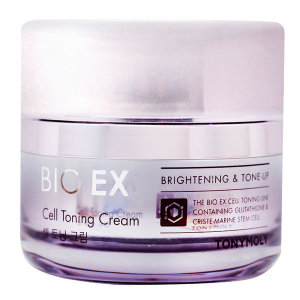 BIO EX
Cell Toning Cream
셀 토닝 크림
BRIGHTENING & TONE-UP
THE BIO EX CELL TONING LINE
CONTAINING GLUTATHIONE &
CRISTE-MARINE STEM CELL
TONYMOLY
TONYMOLY